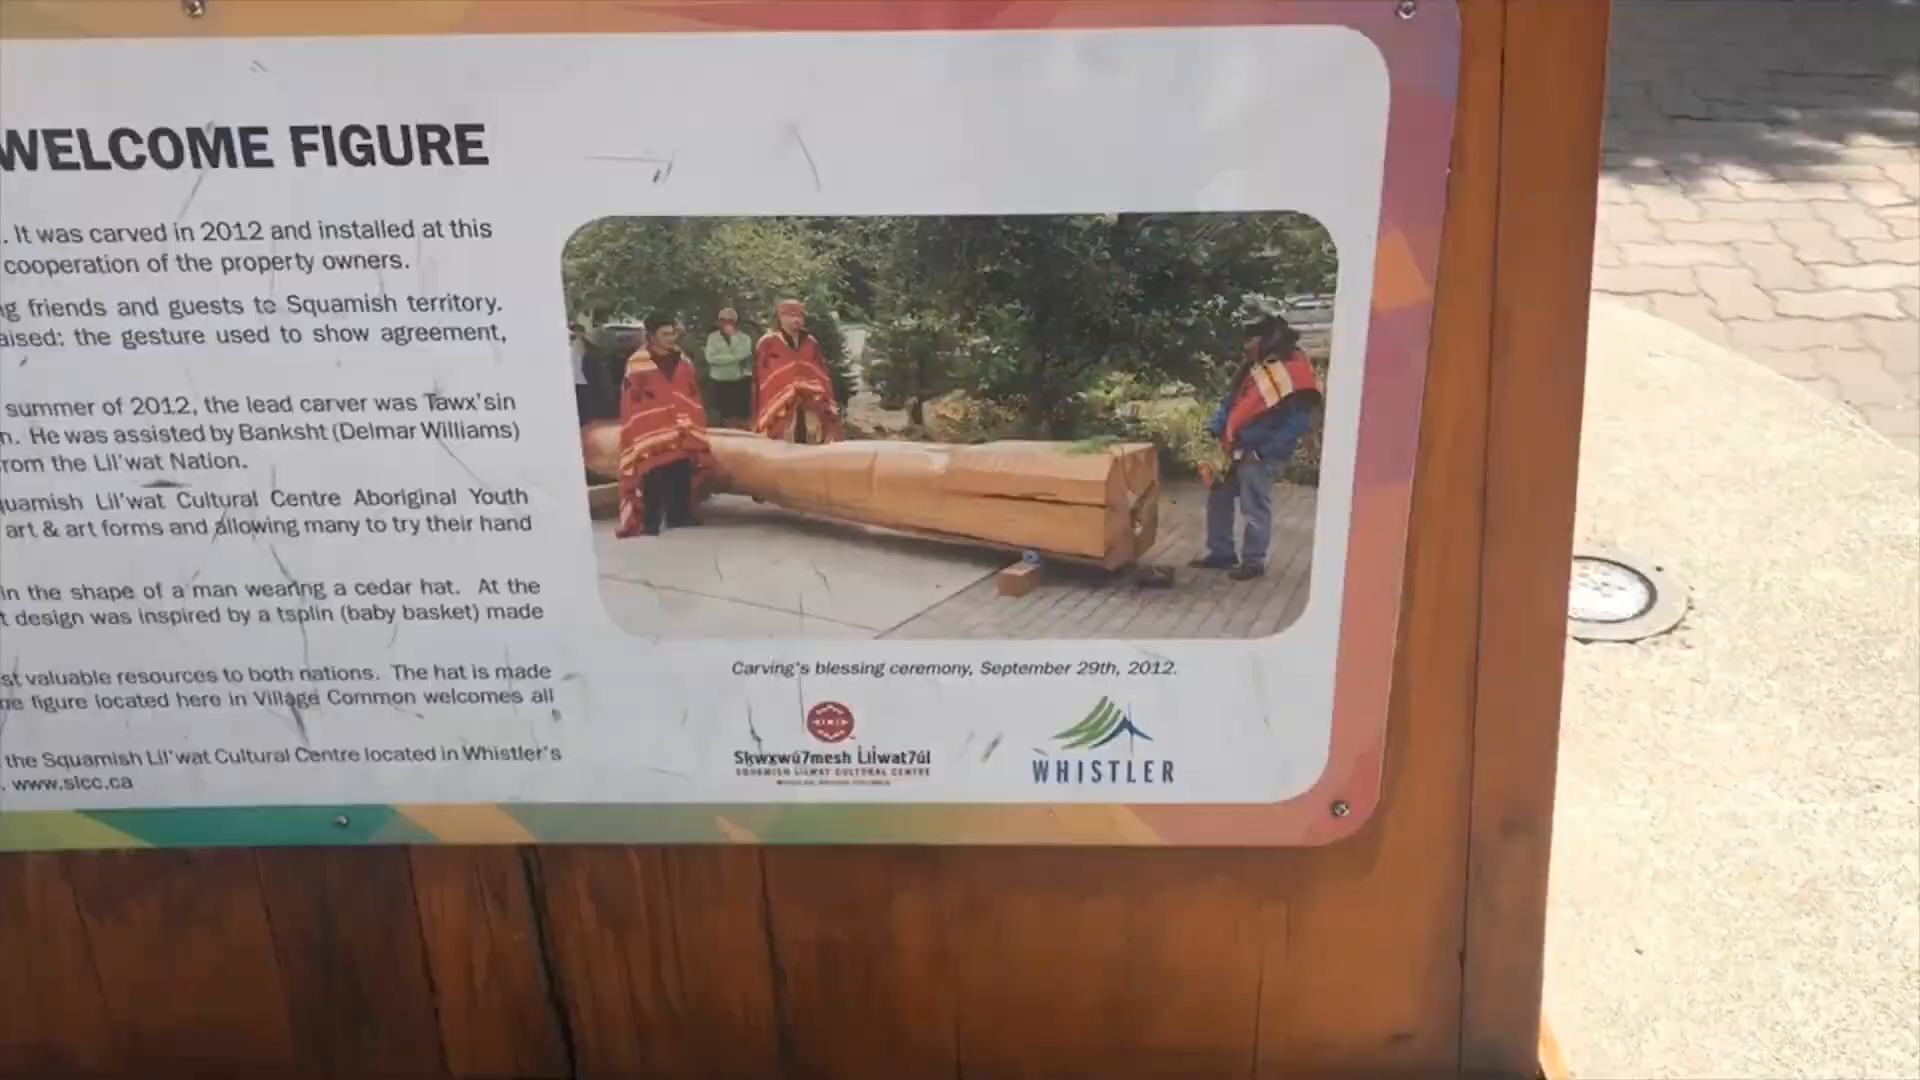 WELCOME FIGURE
. It was carved in 2012 and installed at this
cooperation of the property owners.
friends and guests to Squamish territory.
aised: the gesture used to show agreement,
summer of 2012, the lead carver was Tawx'sin
n. He was assisted by Banksht (Delmar Williams)
rom the Lil'wat Nation.
quamish Lil'wat Cultural Centre Aboriginal Youth
art & art forms and allowing many to try their hand
in the shape of a man wearing a cedar hat. At the
t design was inspired by a tsplin (baby basket) made
st valuable resources to both nations. The hat is made
ne figure located here in Village Common welcomes all
the Squamish Lil'wat Cultural Centre located in Whistler's
. www.slcc.ca
Carving's blessing ceremony, September 29th, 2012.
Sḵwx̱wú7mesh Lil̓wat7úl
SQUAMISH LILWAT CULTURAL CENTRE
WHISTLER